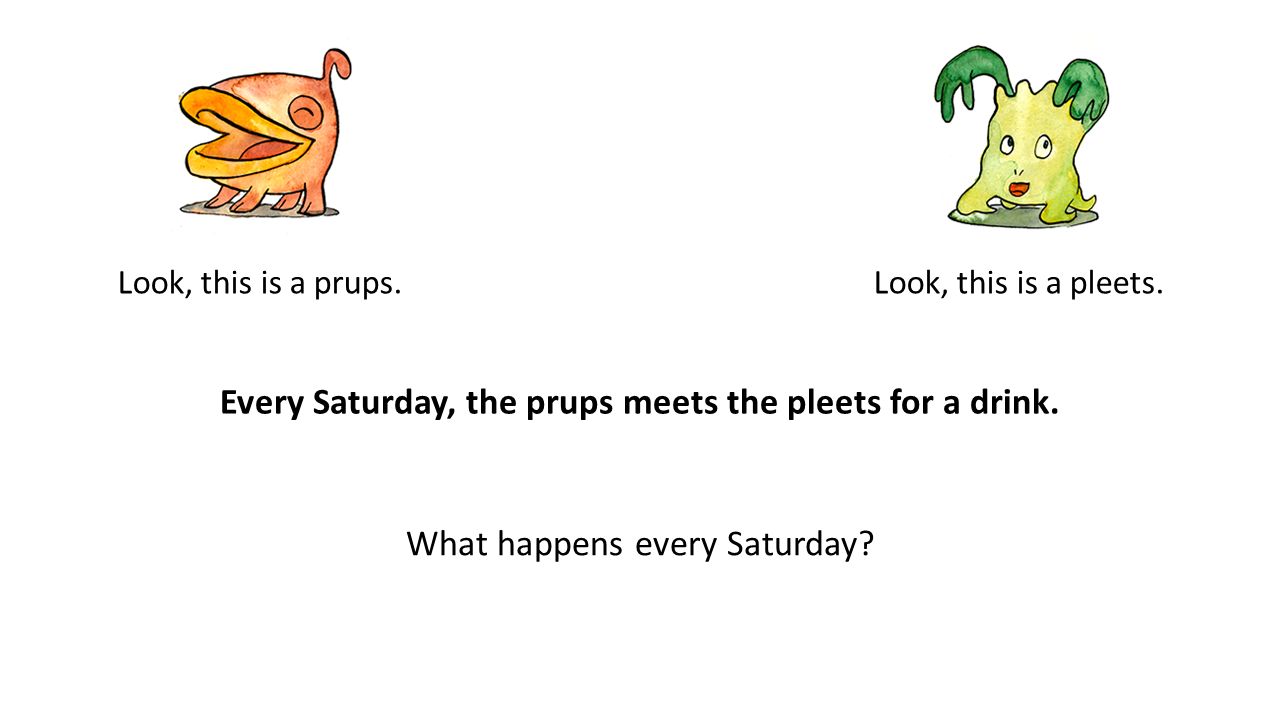 Look, this is a prups.
Look, this is a pleets.
Every Saturday, the prups meets the pleets for a drink.
What happens every Saturday?